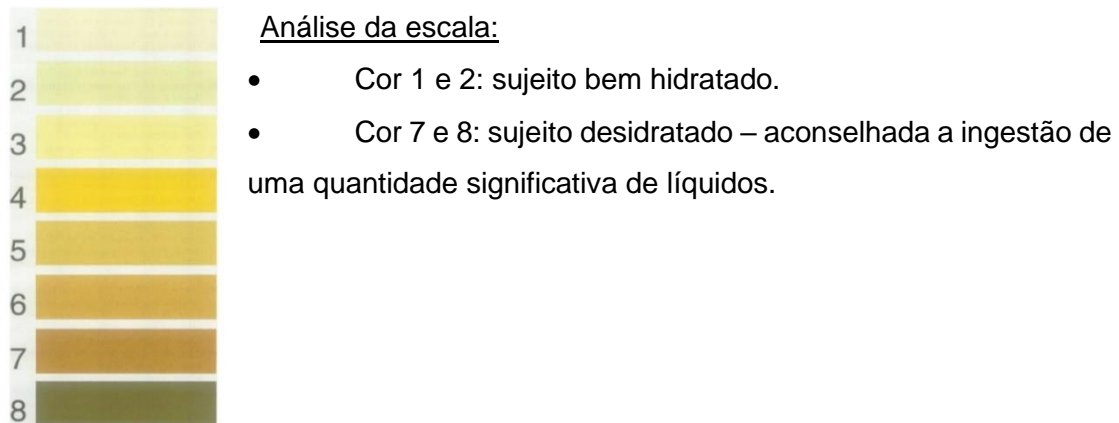 Análise da escala:
• Cor 1 e 2: sujeito bem hidratado.
• Cor 7 e 8: sujeito desidratado – aconselhada a ingestão de
uma quantidade significativa de líquidos.
1
2
3
4
5
6
7
8